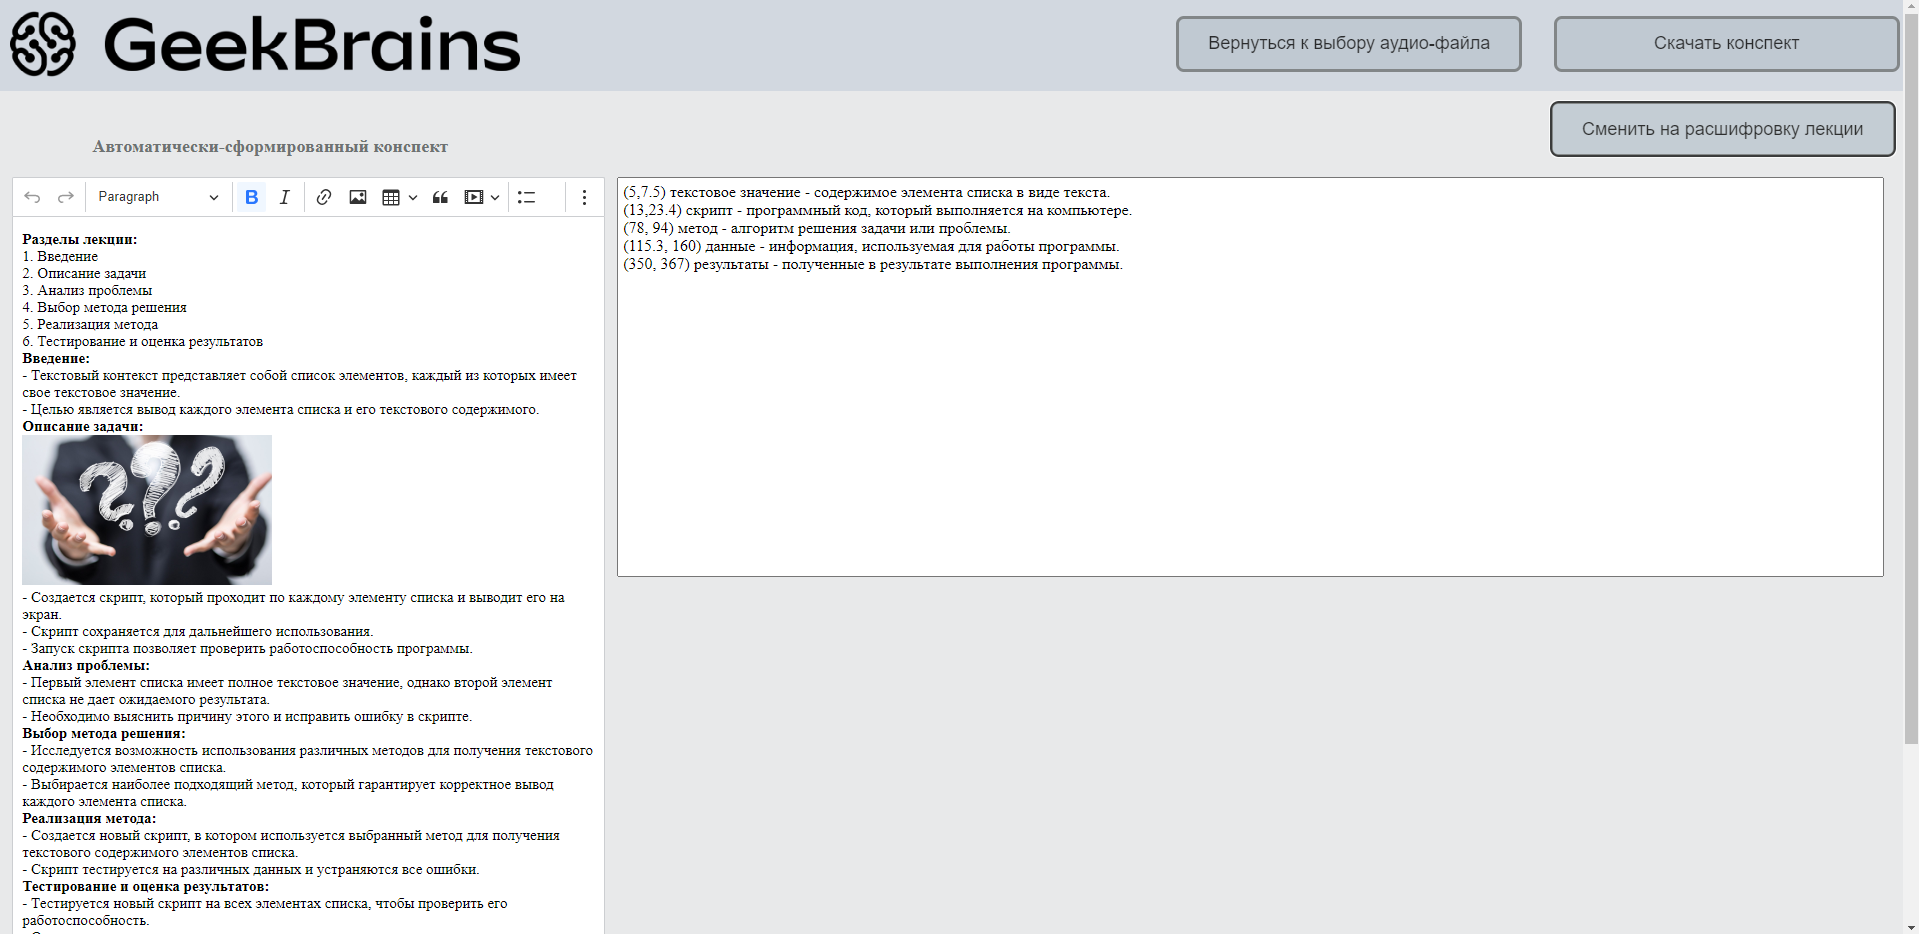 GeekBrains
Вернуться к выбору аудио-файла
Скачать конспект
Сменить на расшифровку лекции
Автоматически-сформированный конспект
Paragraph
B I
Разделы лекции:
1. Введение
2. Описание задачи
3. Анализ проблемы
4. Выбор метода решения
5. Реализация метода
6. Тестирование и оценка результатов
Введение:
- Текстовый контекст представляет собой список элементов, каждый из которых имеет
свое текстовое значение.
- Целью является вывод каждого элемента списка и его текстового содержимого.
Описание задачи:
???
- Создается скрипт, который проходит по каждому элементу списка и выводит его на
экран.
- Скрипт сохраняется для дальнейшего использования.
- Запуск скрипта позволяет проверить работоспособность программы.
Анализ проблемы:
- Первый элемент списка имеет полное текстовое значение, однако второй элемент
списка не дает ожидаемого результата.
- Необходимо выяснить причину этого и исправить ошибку в скрипте.
Выбор метода решения:
- Исследуется возможность использования различных методов для получения текстового
содержимого элементов списка.
- Выбирается наиболее подходящий метод, который гарантирует корректное вывод
каждого элемента списка.
Реализация метода:
- Создается новый скрипт, в котором используется выбранный метод для получения
текстового содержимого элементов списка.
- Скрипт тестируется на различных данных и устраняются все ошибки.
Тестирование и оценка результатов:
- Тестируется новый скрипт на всех элементах списка, чтобы проверить его
работоспособность.
(5,7.5) текстовое значение - содержимое элемента списка в виде текста.
(13,23.4) скрипт - программный код, который выполняется на компьютере.
(78, 94) метод - алгоритм решения задачи или проблемы.
(115.3, 160) данные - информация, используемая для работы программы.
(350, 367) результаты - полученные в результате выполнения программы.